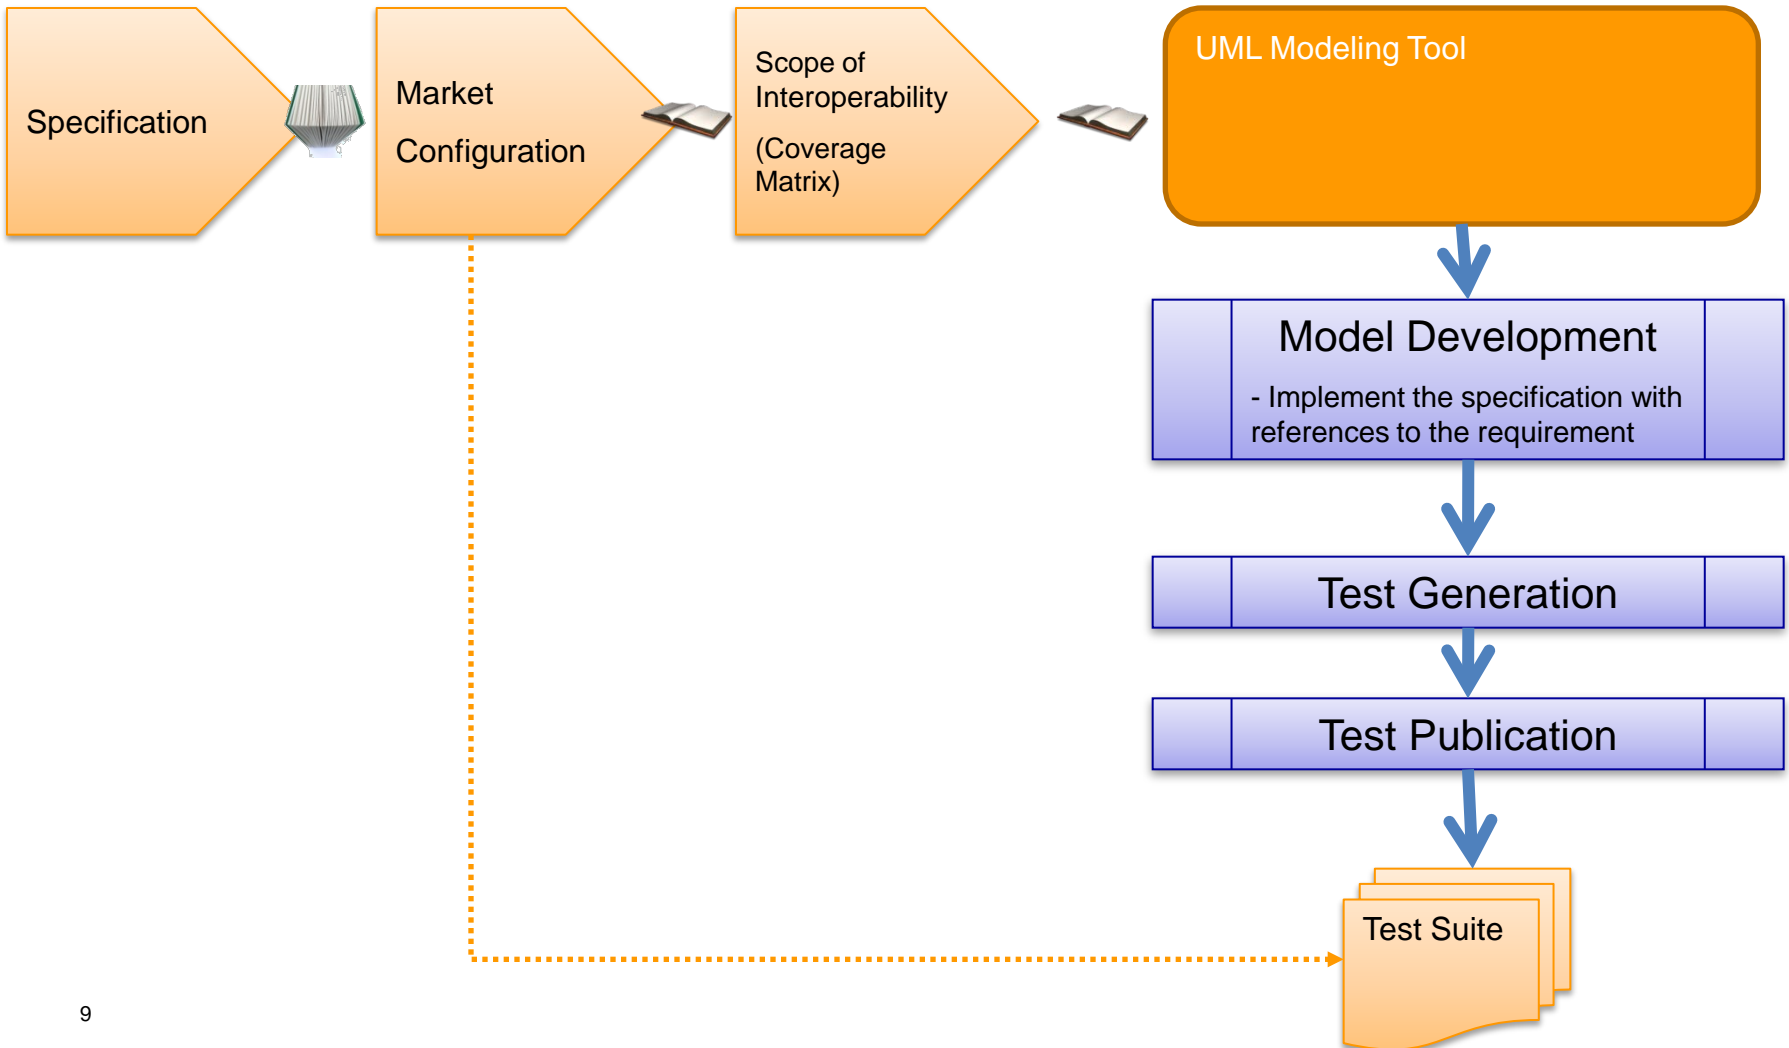 Specification
Market
Configuration
Scope of
Interoperability
(Coverage
Matrix)
UML Modeling Tool
Model Development
- Implement the specification with
references to the requirement
Test Generation
Test Publication
Test Suite
9